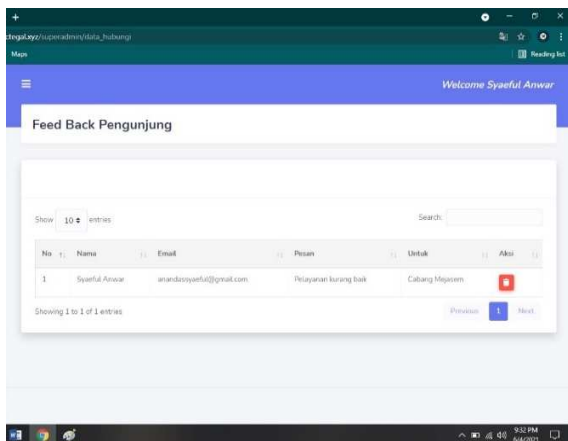 ctegal.xyz/superadmin/data_hubungi
Maps
Reading list
Welcome Syaeful Anwar
Feed Back Pengunjung
Show 10 entries
Search:
No Nama Email Pesan Untuk Aksi
1 Syaeful Anwar anandassyaeful@gmail.com Pelayanan kurang baik Cabang Mejasem
Showing 1 to 1 of 1 entries
Previous 1 Next
9:32 PM